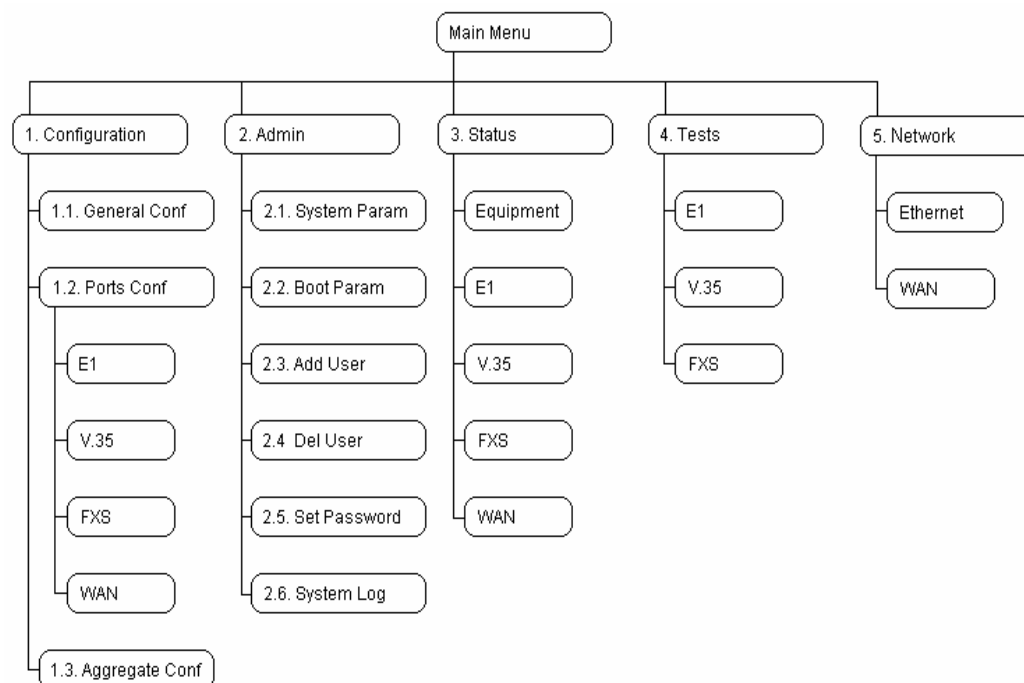 Main Menu
1. Configuration
1.1. General Conf
1.2. Ports Conf
E1
V.35
FXS
WAN
1.3. Aggregate Conf
2. Admin
2.1. System Param
2.2. Boot Param
2.3. Add User
2.4 Del User
2.5. Set Password
2.6. System Log
3. Status
Equipment
E1
V.35
FXS
WAN
4. Tests
E1
V.35
FXS
5. Network
Ethernet
WAN